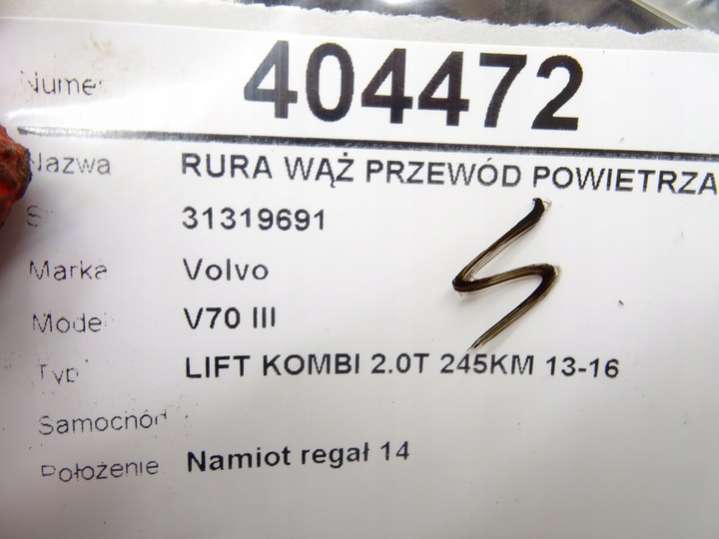 Numer 404472
Nazwa RURA WĄŻ PRZEWÓD POWIETRZA
31319691
Marka Volvo
Model V70 III
Typ LIFT KOMBI 2.0T 245KM 13-16
Samochód
Położenie Namiot regał 14